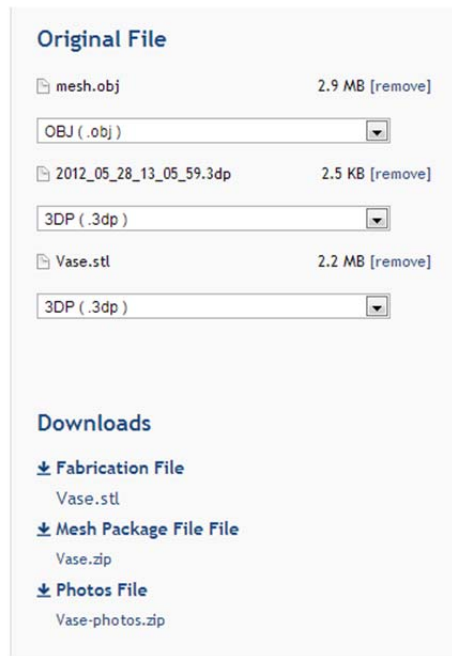 Original File
mesh.obj 2.9 MB [remove]
OBJ ( .obj )
2012_05_28_13_05_59.3dp 2.5 KB [remove]
3DP ( .3dp )
Vase.stl 2.2 MB [remove]
3DP ( .3dp )
Downloads
Fabrication File
Vase.stl
Mesh Package File File
Vase.zip
Photos File
Vase-photos.zip